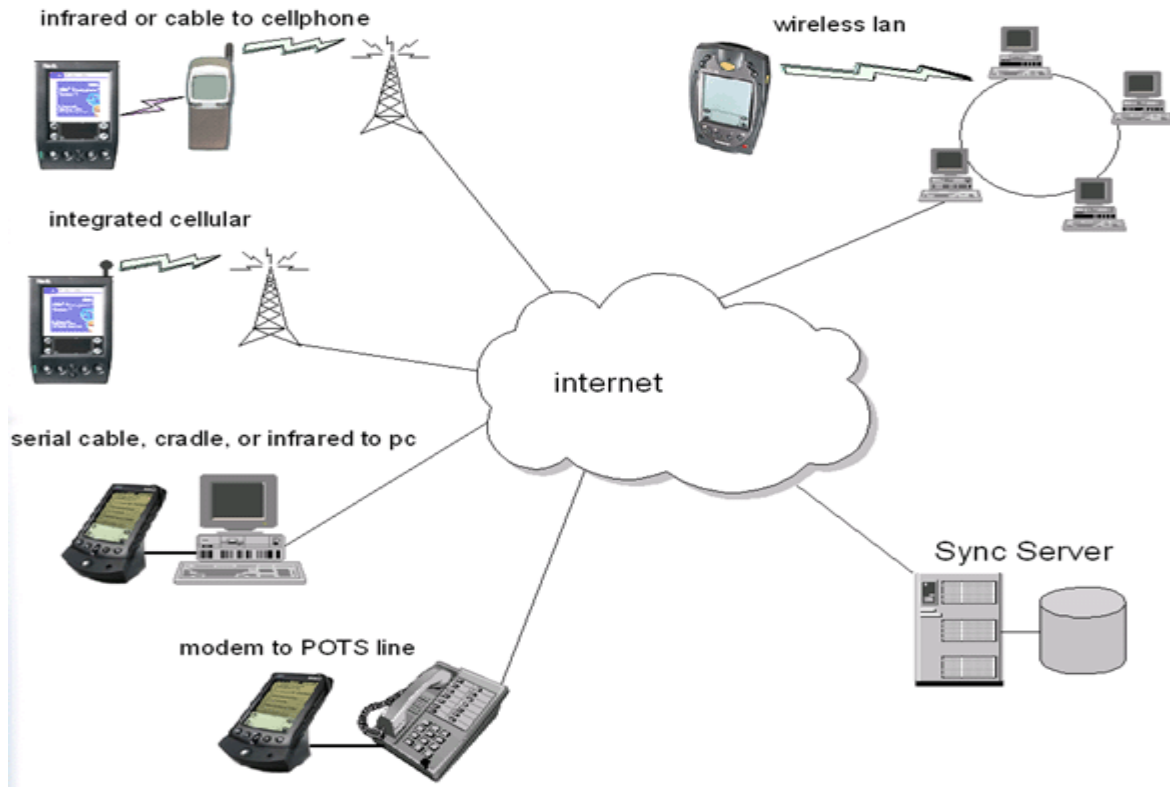 infrared or cable to cellphone
wireless lan
integrated cellular
internet
serial cable, cradle, or infrared to pc
Sync Server
modem to POTS line